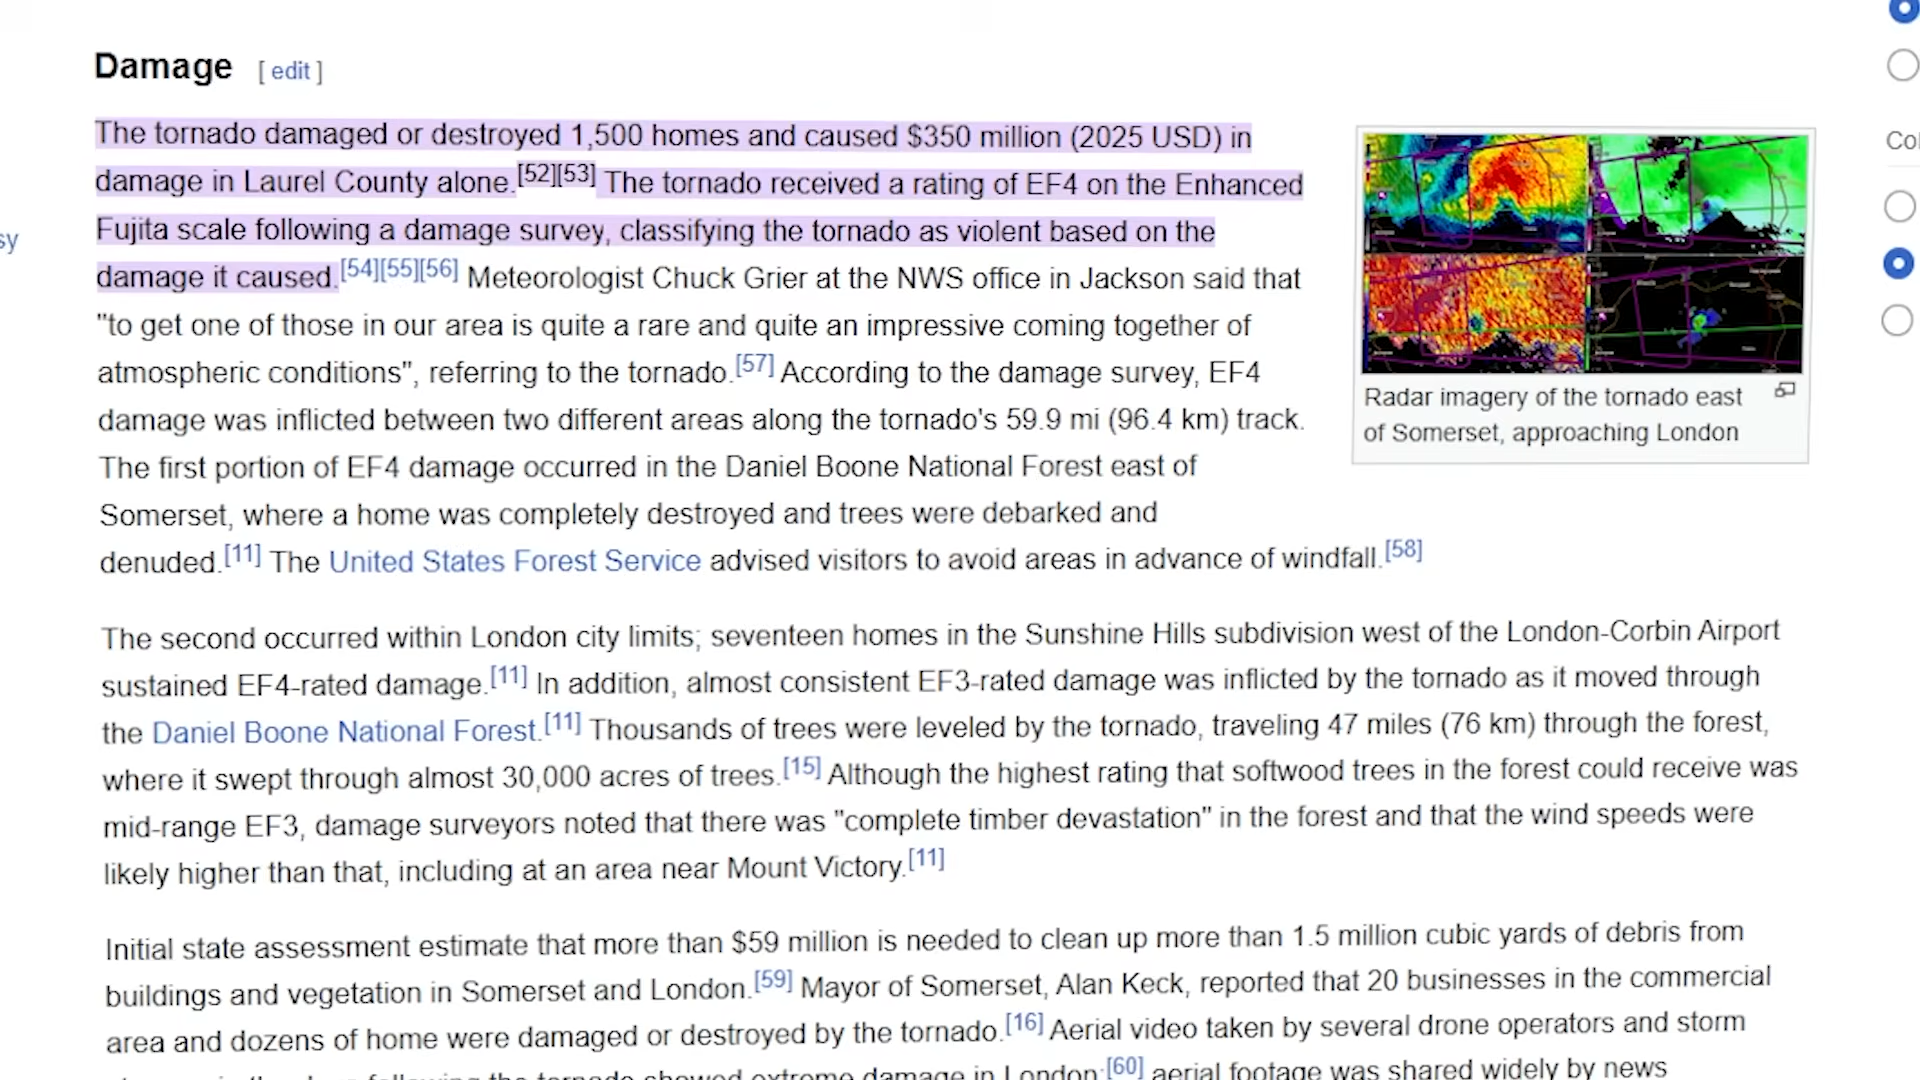 Damage [ edit ]
The tornado damaged or destroyed 1,500 homes and caused $350 million (2025 USD) in
damage in Laurel County alone.[52][53] The tornado received a rating of EF4 on the Enhanced
Fujita scale following a damage survey, classifying the tornado as violent based on the
damage it caused.[54][55][56] Meteorologist Chuck Grier at the NWS office in Jackson said that
"to get one of those in our area is quite a rare and quite an impressive coming together of
atmospheric conditions", referring to the tornado.[57] According to the damage survey, EF4
damage was inflicted between two different areas along the tornado's 59.9 mi (96.4 km) track.
The first portion of EF4 damage occurred in the Daniel Boone National Forest east of
Somerset, where a home was completely destroyed and trees were debarked and
denuded.[11] The United States Forest Service advised visitors to avoid areas in advance of windfall.[58]
Radar imagery of the tornado east
of Somerset, approaching London
The second occurred within London city limits; seventeen homes in the Sunshine Hills subdivision west of the London-Corbin Airport
sustained EF4-rated damage.[11] In addition, almost consistent EF3-rated damage was inflicted by the tornado as it moved through
the Daniel Boone National Forest.[11] Thousands of trees were leveled by the tornado, traveling 47 miles (76 km) through the forest,
where it swept through almost 30,000 acres of trees.[15] Although the highest rating that softwood trees in the forest could receive was
mid-range EF3, damage surveyors noted that there was "complete timber devastation" in the forest and that the wind speeds were
likely higher than that, including at an area near Mount Victory.[11]
Initial state assessment estimate that more than $59 million is needed to clean up more than 1.5 million cubic yards of debris from
buildings and vegetation in Somerset and London.[59] Mayor of Somerset, Alan Keck, reported that 20 businesses in the commercial
area and dozens of home were damaged or destroyed by the tornado.[16] Aerial video taken by several drone operators and storm
following the tornado showed extreme damage in London;[60] aerial footage was shared widely by news
sy
Col